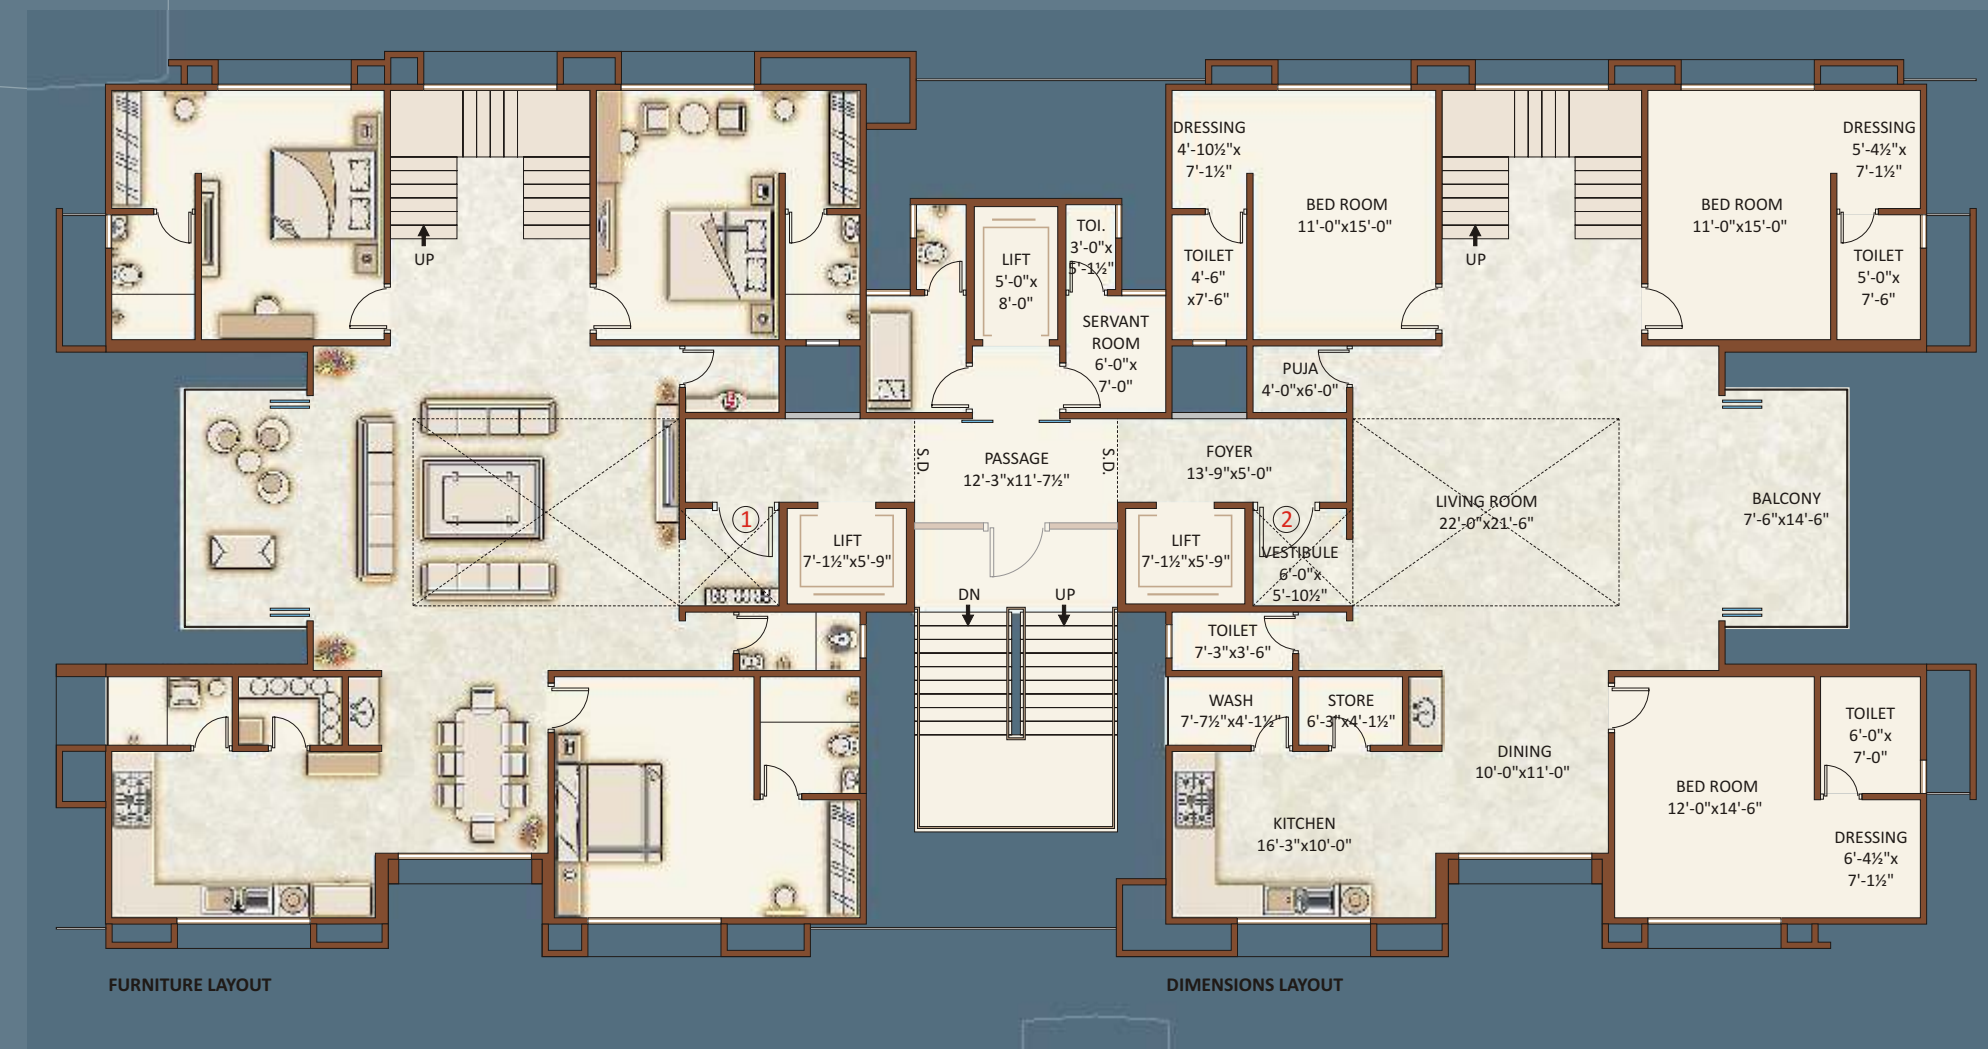 DRESSING
4'-10½"x
7'-1½"
BED ROOM
11'-0"x15'-0"
TOILET
4'-6"
x7'-6"
UP
BED ROOM
11'-0"x15'-0"
DRESSING
5'-4½"x
7'-1½"
TOILET
5'-0"x
7'-6"
UP
LIFT
5'-0"x
8'-0"
TOI.
3'-0"x
5'-1½"
SERVANT
ROOM
6'-0"x
7'-0"
PUJA
4'-0"x6'-0"
S.D.
PASSAGE
12'-3"x11'-7½"
S.D.
FOYER
13'-9"x5'-0"
LIVING ROOM
22'-0"x21'-6"
BALCONY
7'-6"x14'-6"
1
LIFT
7'-1½"x5'-9"
LIFT
7'-1½"x5'-9"
2
VESTIBULE
6'-0"x
5'-10½"
DN
UP
TOILET
7'-3"x3'-6"
WASH
7'-7½"x4'-1½"
STORE
6'-3"x4'-1½"
DINING
10'-0"x11'-0"
KITCHEN
16'-3"x10'-0"
BED ROOM
12'-0"x14'-6"
TOILET
6'-0"x
7'-0"
DRESSING
6'-4½"x
7'-1½"
FURNITURE LAYOUT
DIMENSIONS LAYOUT